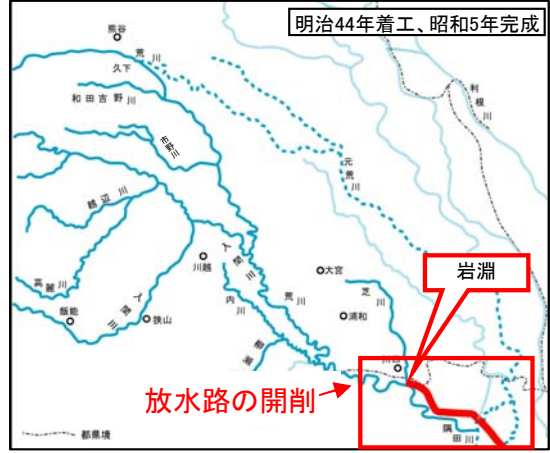 明治44年着工、昭和5年完成
熊谷
荒川
久下
和田吉野川
市野川
利根川
元荒川
越辺川
入間川
川越
大宮
岩淵
高麗川
入間川
飯能
狭山
内川
荒川
芝川
浦和
川口
放水路の開削
隅田川
都県境